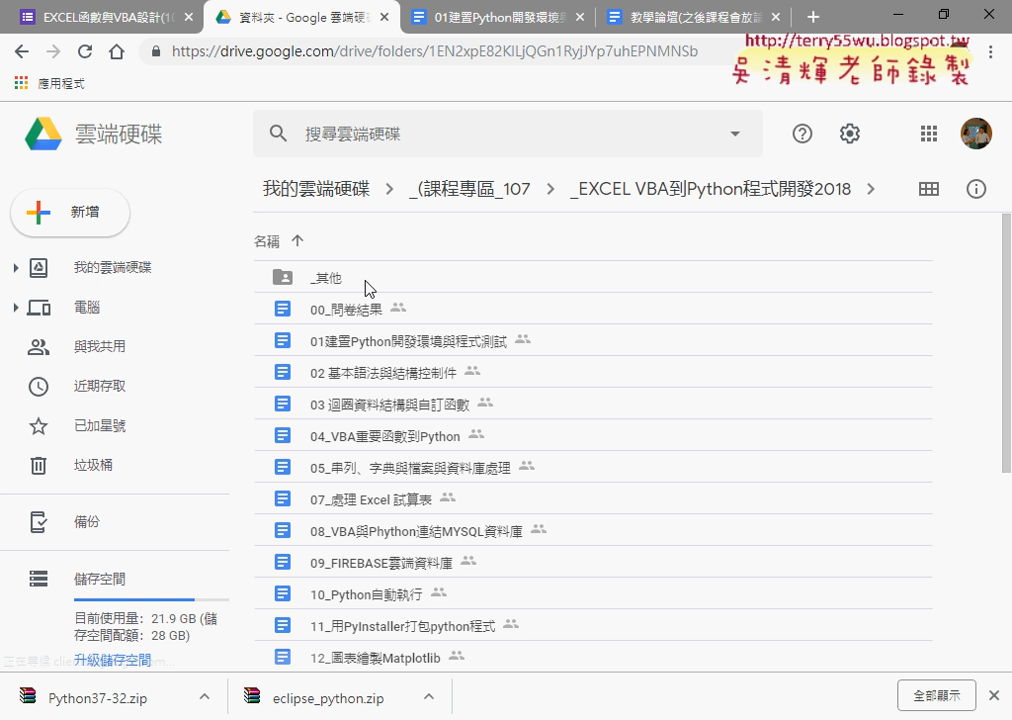 EXCEL函數與VBA設計(10
資料夾 - Google 雲端硬碟
01建置Python開發環境與
教學論壇(之後課程會放
https://drive.google.com/drive/folders/1EN2xpE82KILjQGn1RyjJYp7uhEPNMNSb
http://terry55wu.blogspot.tw
吳清輝老師錄製
應用程式
雲端硬碟
搜尋雲端硬碟
新增
我的雲端硬碟
_(課程專區_107
_EXCEL VBA到Python程式開發2018
名稱
我的雲端硬碟
電腦
與我共用
近期存取
已加星號
垃圾桶
備份
儲存空間
目前使用量：21.9 GB (儲
存空間配額：28 GB)
升級儲存空間
_其他
00_問卷結果
01建置Python開發環境與程式測試
02 基本語法與結構控制件
03 迴圈資料結構與自訂函數
04_VBA重要函數到Python
05_串列、字典與檔案與資料庫處理
07_處理 Excel 試算表
08_VBA與Phython連結MYSQL資料庫
09_FIREBASE雲端資料庫
10_Python自動執行
11_用PyInstaller打包python程式
12_圖表繪製Matplotlib
Python37-32.zip
eclipse_python.zip
全部顯示